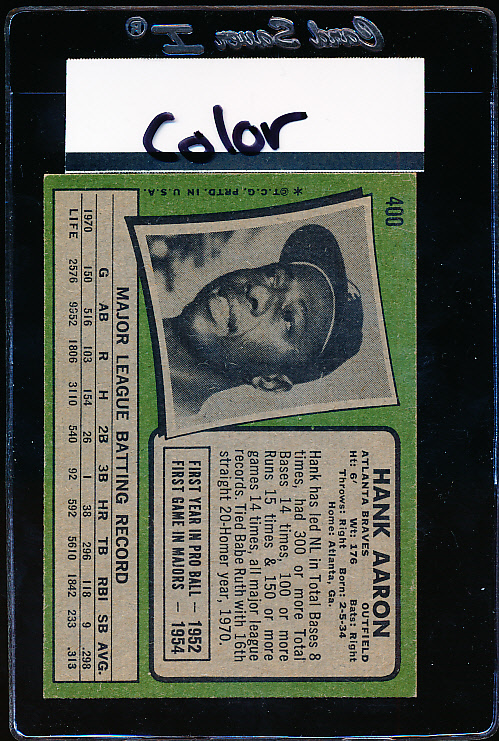 Card Saver I ®
Color
400
HANK AARON
ATLANTA BRAVES OUTFIELD
Ht: 6' Wt: 176 Bats: Right
Throws: Right Born: 2-5-34
Home: Atlanta, Ga.
Hank has led NL in Total Bases 8
times, had 300 or more Total
Bases 14 times, 100 or more
Runs 15 times & 150 or more
games 14 times, all major league
records. Tied Babe Ruth with 16th
straight 20-Homer year, 1970.
FIRST YEAR IN PRO BALL — 1952
FIRST GAME IN MAJORS — 1954
*©T.C.G. PRTD. IN U.S.A.
MAJOR LEAGUE BATTING RECORD
G AB R H 2B 3B HR TB RBI SB AVG.
1970 150 516 103 154 26 1 38 296 118 9 .298
LIFE 2576 9952 1806 3110 540 92 592 5610 1842 233 .313